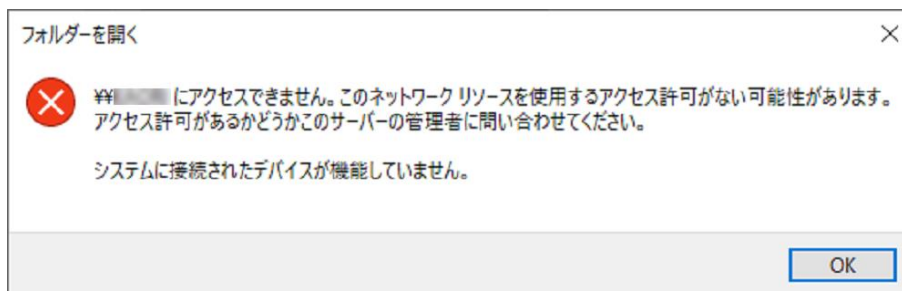 フォルダーを開く
¥¥ にアクセスできません。このネットワーク リソースを使用するアクセス許可がない可能性があります。
アクセス許可があるかどうかこのサーバーの管理者に問い合わせてください。
システムに接続されたデバイスが機能していません。
OK